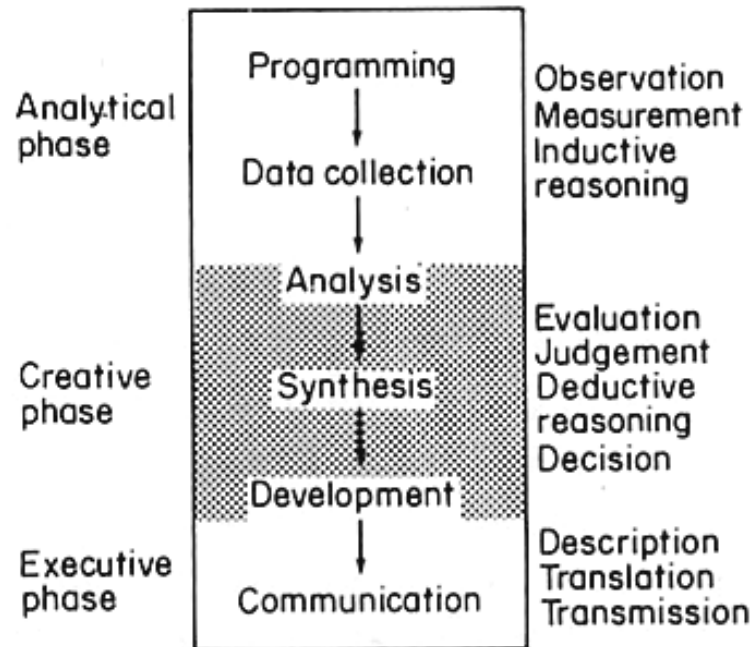 Programming
Analytical
phase
Observation
Measurement
Inductive
reasoning
Data collection
Analysis
Creative
phase
Synthesis
Evaluation
Judgement
Deductive
reasoning
Decision
Development
Executive
phase
Communication
Description
Translation
Transmission